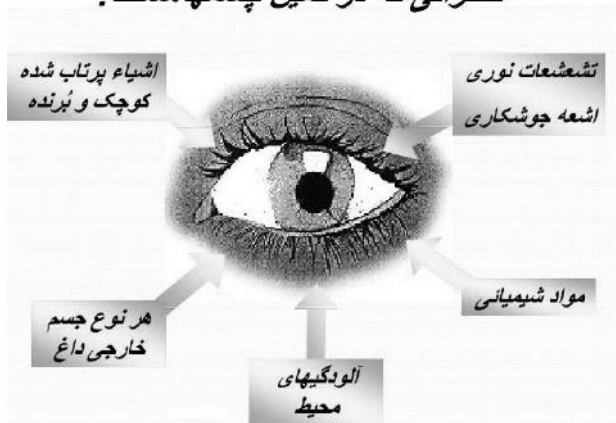 اشیاء پرتاب شده
کوچک و بُرنده
تشعشعات نوری
اشعه جوشکاری
مواد شیمیائی
هر نوع جسم
خارجی داغ
آلودگیهای
محیط